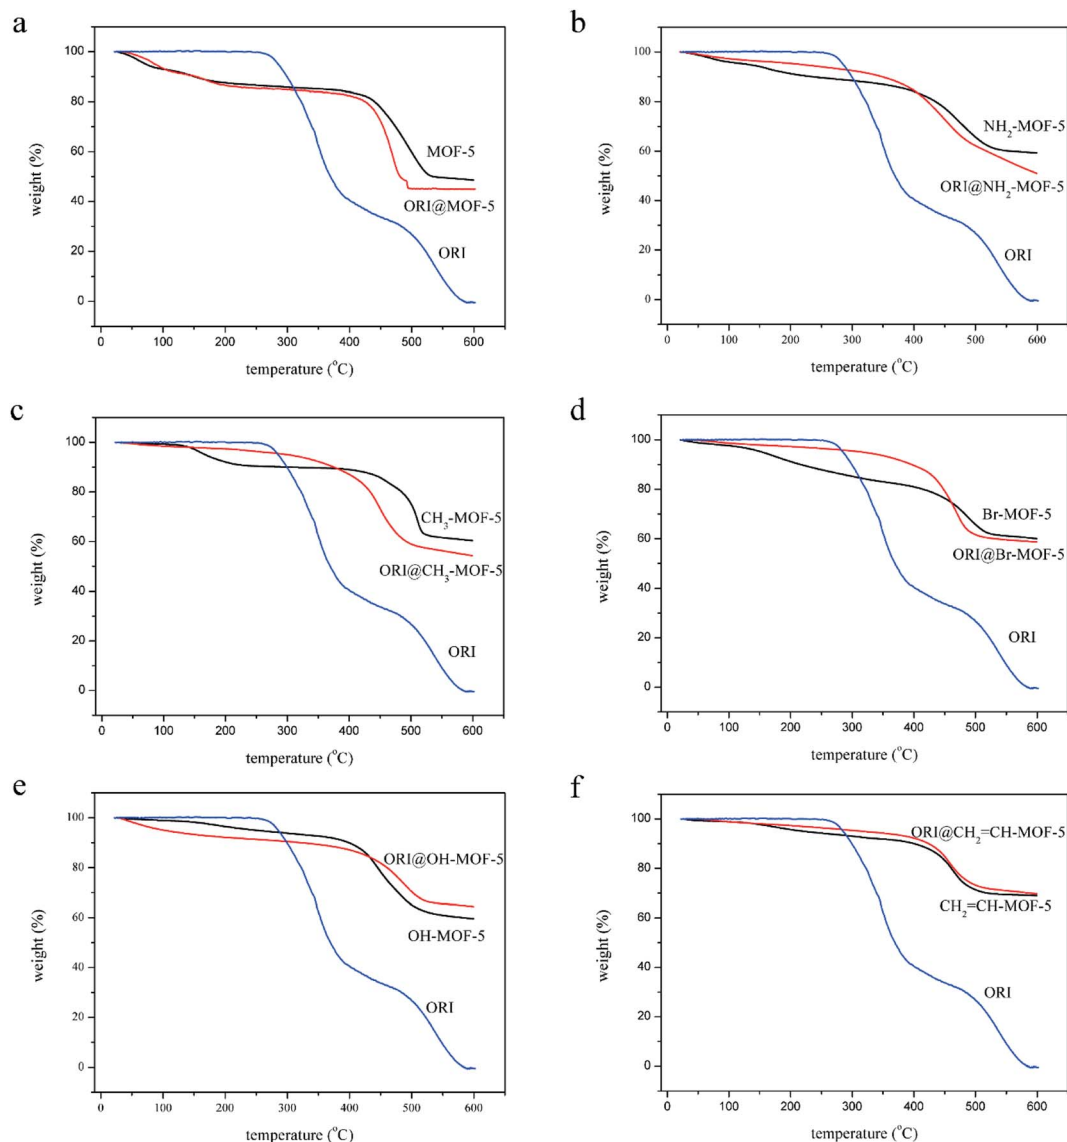 a
100
80
60
40
20
0
weight (%)
MOF-5
ORI@MOF-5
ORI
0 100 200 300 400 500 600
temperature (°C)
b
100
80
60
40
20
0
weight (%)
NH₂-MOF-5
ORI@NH₂-MOF-5
ORI
0 100 200 300 400 500 600
temperature (°C)
c
100
80
60
40
20
0
weight (%)
CH₃-MOF-5
ORI@CH₃-MOF-5
ORI
0 100 200 300 400 500 600
temperature (°C)
d
100
80
60
40
20
0
weight (%)
Br-MOF-5
ORI@Br-MOF-5
ORI
0 100 200 300 400 500 600
temperature (°C)
e
100
80
60
40
20
0
weight (%)
ORI@OH-MOF-5
OH-MOF-5
ORI
0 100 200 300 400 500 600
temperature (°C)
f
100
80
60
40
20
0
weight (%)
ORI@CH₂=CH-MOF-5
CH₂=CH-MOF-5
ORI
0 100 200 300 400 500 600
temperature (°C)